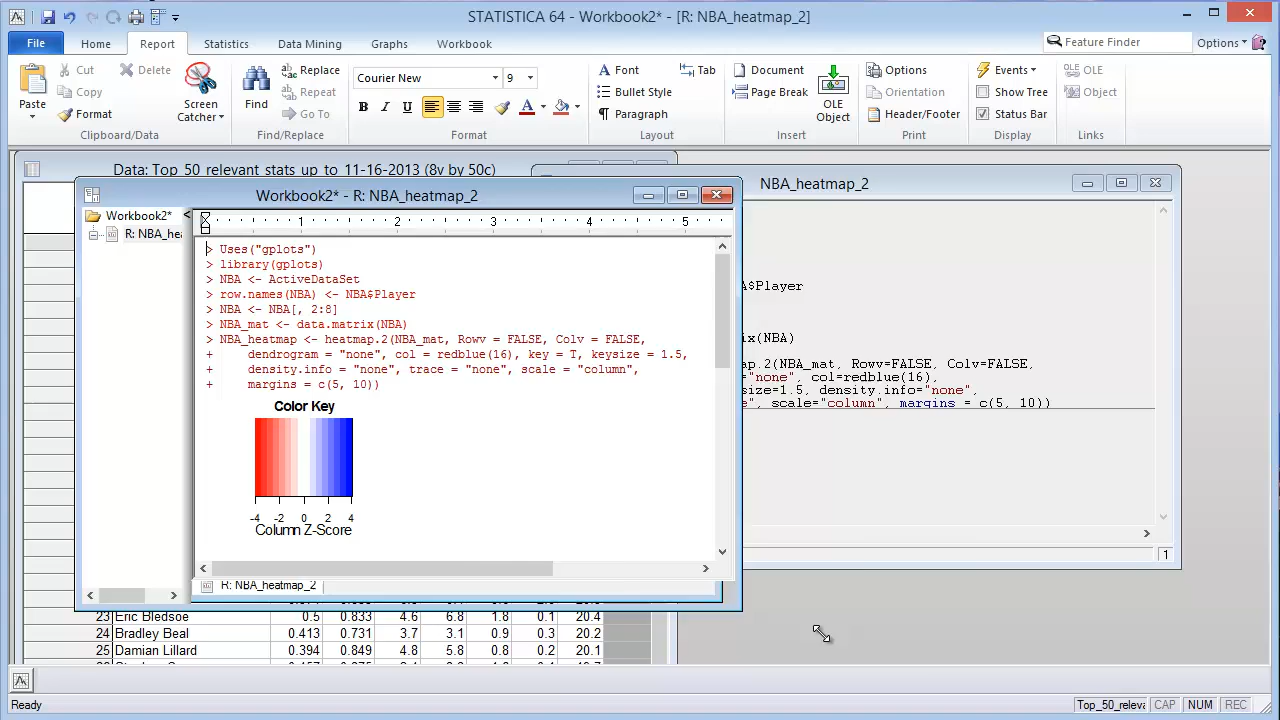 STATISTICA 64 - Workbook2* - [R: NBA_heatmap_2]
File Home Report Statistics Data Mining Graphs Workbook
Feature Finder
Options
Paste
Cut
Copy
Format
Delete
Screen
Catcher
Clipboard/Data
Find
Replace
Repeat
Go To
Find/Replace
Courier New
9
B I U
Format
Font
Bullet Style
Paragraph
Tab
Layout
Document
Page Break
OLE
Object
Insert
Options
Orientation
Header/Footer
Print
Events
Show Tree
Status Bar
Display
OLE
Object
Links
Data: Top_50 relevant stats up to 11-16-2013 (8v by 50c)
NBA_heatmap_2
Workbook2* - R: NBA_heatmap_2
Workbook2*
R: NBA_he
1 2 3 4 5
> Uses("gplots")
> library(gplots)
> NBA <- ActiveDataSet
> row.names(NBA) <- NBA$Player
> NBA <- NBA[, 2:8]
> NBA_mat <- data.matrix(NBA)
> NBA_heatmap <- heatmap.2(NBA_mat, Rowv = FALSE, Colv = FALSE,
+ dendrogram = "none", col = redblue(16), key = T, keysize = 1.5,
+ density.info = "none", trace = "none", scale = "column",
+ margins = c(5, 10))
Color Key
-4 -2 0 2 4
Column Z-Score
R: NBA_heatmap_2
A$Player
ix(NBA)
p.2(NBA_mat, Rowv=FALSE, Colv=FALSE,
"none", col=redblue(16),
size=1.5, density.info="none",
", scale="column", margins = c(5, 10))
1
23 Eric Bledsoe 0.5 0.833 4.6 6.8 1.8 0.1 20.4
24 Bradley Beal 0.413 0.731 3.7 3.1 0.9 0.3 20.2
25 Damian Lillard 0.394 0.849 4.8 5.8 0.8 0.2 20.1
Ready
Top_50_releva CAP NUM REC